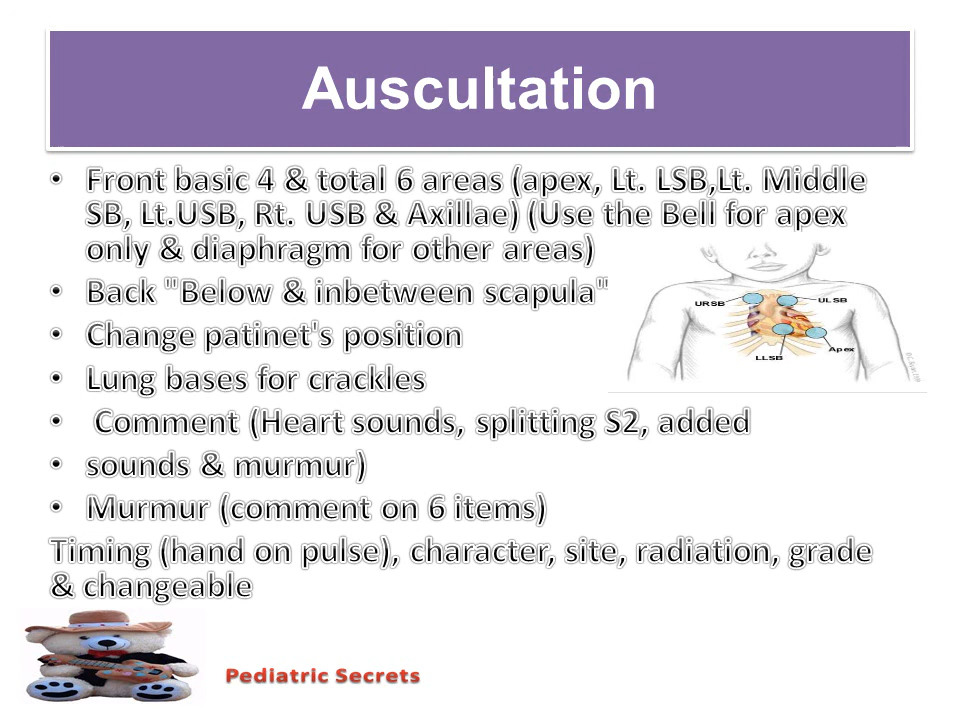 Auscultation
• Front basic 4 & total 6 areas (apex, Lt. LSB,Lt. Middle
SB, Lt.USB, Rt. USB & Axillae) (Use the Bell for apex
only & diaphragm for other areas)
• Back "Below & inbetween scapula"
• Change patinet's position
• Lung bases for crackles
• Comment (Heart sounds, splitting S2, added
• sounds & murmur)
• Murmur (comment on 6 items)
Timing (hand on pulse), character, site, radiation, grade
& changeable
URSB
ULSB
LLSB
Apex
Pediatric Secrets